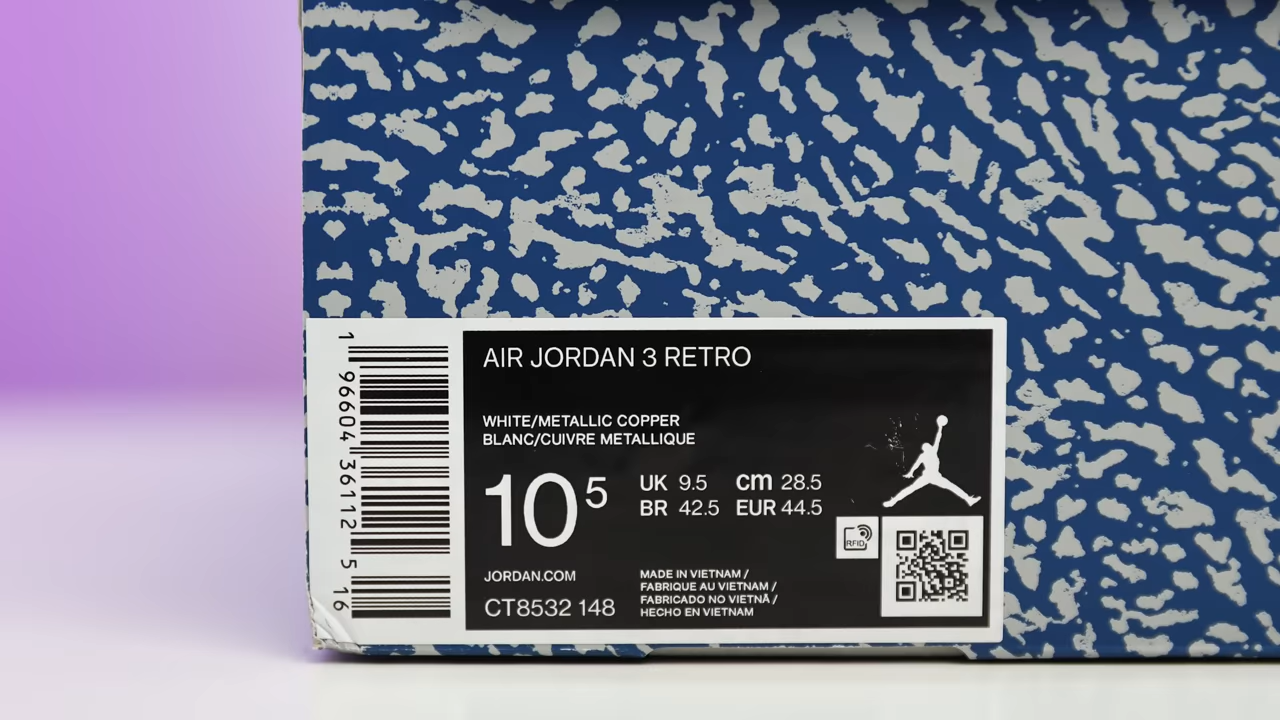 1 96604 36112 5 16
AIR JORDAN 3 RETRO
WHITE/METALLIC COPPER
BLANC/CUIVRE METALLIQUE
10 5
UK 9.5 cm 28.5
BR 42.5 EUR 44.5
RFID
JORDAN.COM
CT8532 148
MADE IN VIETNAM /
FABRIQUE AU VIETNAM /
FABRICADO NO VIETNÃ /
HECHO EN VIETNAM